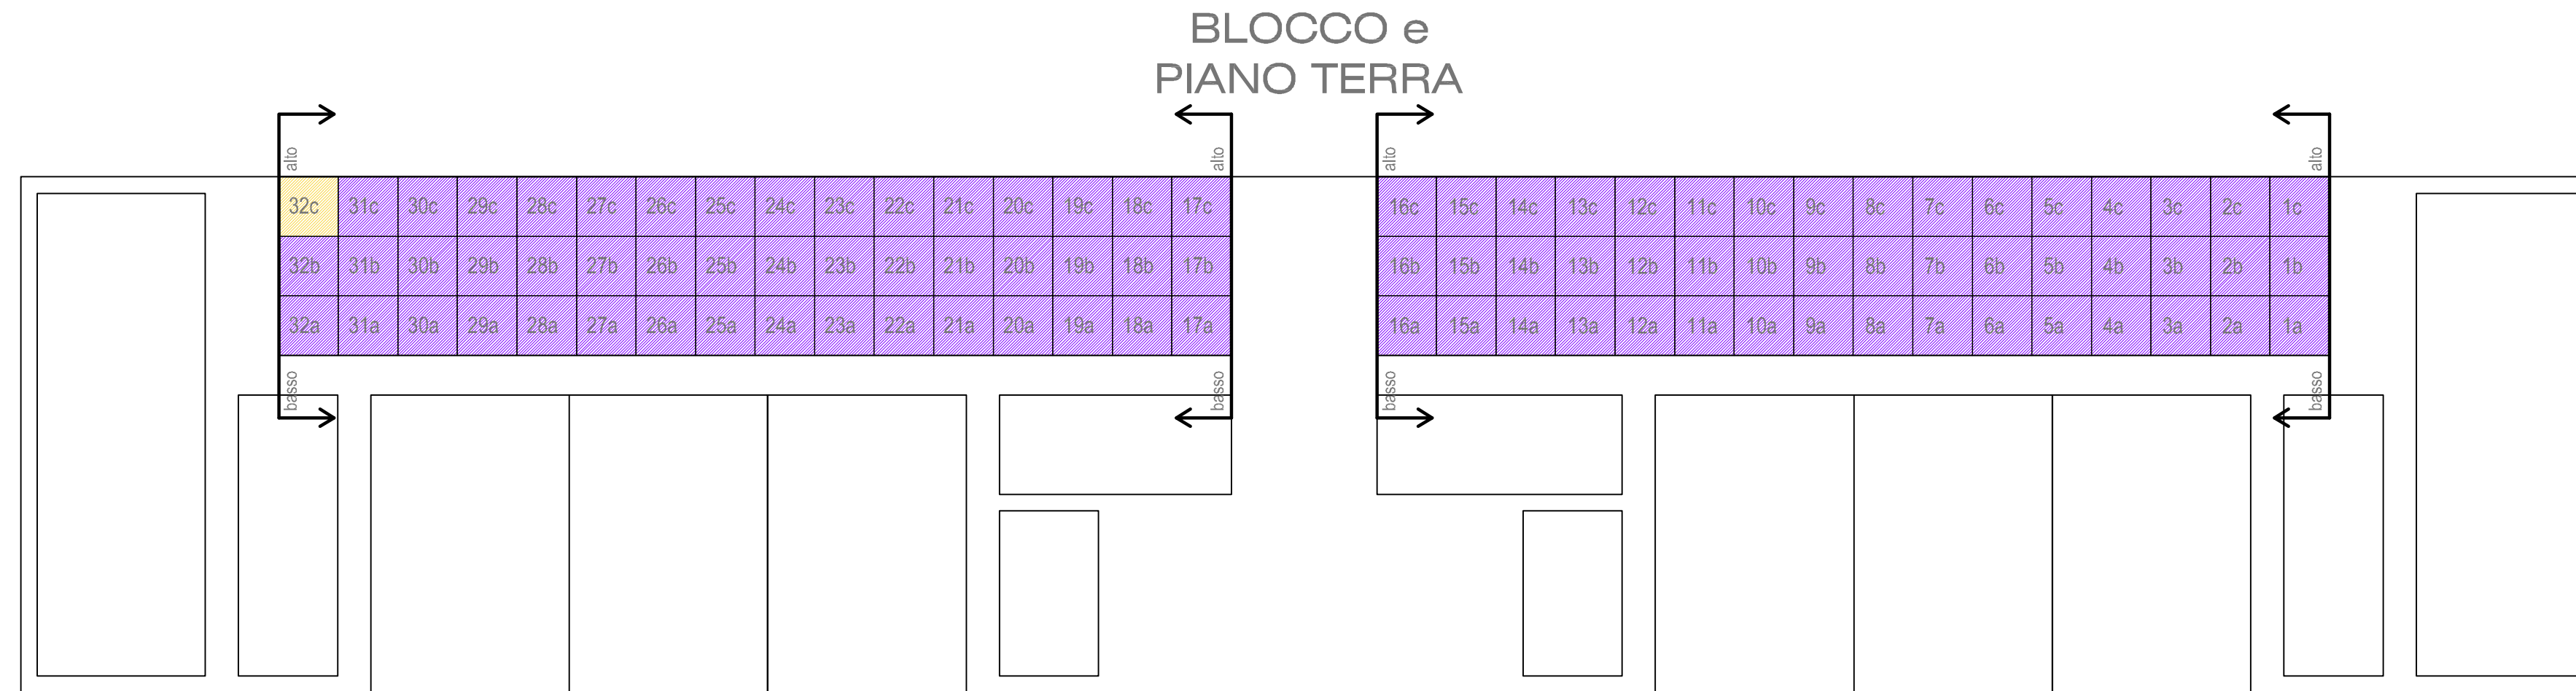 BLOCCO e
PIANO TERRA
alto alto alto alto
32c 31c 30c 29c 28c 27c 26c 25c 24c 23c 22c 21c 20c 19c 18c 17c 16c 15c 14c 13c 12c 11c 10c 9c 8c 7c 6c 5c 4c 3c 2c 1c
32b 31b 30b 29b 28b 27b 26b 25b 24b 23b 22b 21b 20b 19b 18b 17b 16b 15b 14b 13b 12b 11b 10b 9b 8b 7b 6b 5b 4b 3b 2b 1b
32a 31a 30a 29a 28a 27a 26a 25a 24a 23a 22a 21a 20a 19a 18a 17a 16a 15a 14a 13a 12a 11a 10a 9a 8a 7a 6a 5a 4a 3a 2a 1a
basso basso basso basso